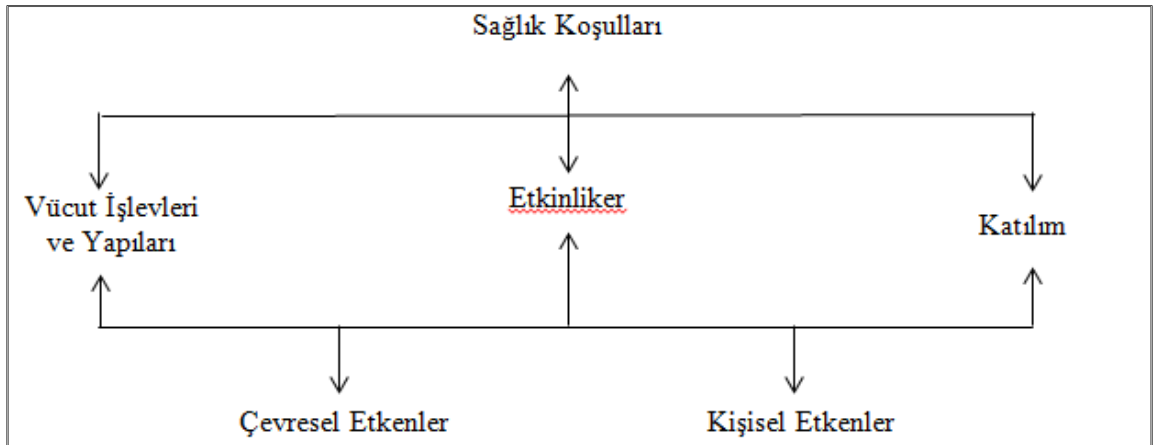 Sağlık Koşulları
Vücut İşlevleri
ve Yapıları
Etkinliker
Katılım
Çevresel Etkenler
Kişisel Etkenler